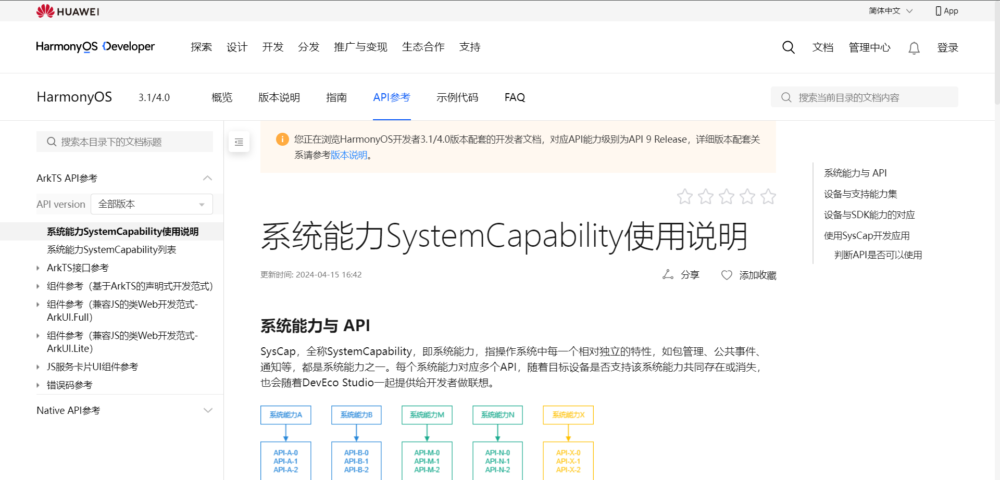 HUAWEI
简体中文
App
HarmonyOS Developer
探索
设计
开发
分发
推广与变现
生态合作
支持
文档
管理中心
登录
HarmonyOS
3.1/4.0
概览
版本说明
指南
API参考
示例代码
FAQ
搜索当前目录的文档内容
搜索本目录下的文档标题
ArkTS API参考
API version
全部版本
系统能力SystemCapability使用说明
系统能力SystemCapability列表
ArkTS接口参考
组件参考（基于ArkTS的声明式开发范式）
组件参考（兼容JS的类Web开发范式-
ArkUI.Full）
组件参考（兼容JS的类Web开发范式-
ArkUI.Lite）
JS服务卡片UI组件参考
错误码参考
Native API参考
您正在浏览HarmonyOS开发者3.1/4.0版本配套的开发者文档，对应API能力级别为API 9 Release，详细版本配套关
系请参考版本说明。
系统能力SystemCapability使用说明
更新时间: 2024-04-15 16:42
分享
添加收藏
系统能力与 API
SysCap，全称SystemCapability，即系统能力，指操作系统中每一个相对独立的特性，如包管理、公共事件、
通知等，都是系统能力之一。每个系统能力对应多个API，随着目标设备是否支持该系统能力共同存在或消失，
也会随着DevEco Studio一起提供给开发者做联想。
系统能力A
系统能力B
系统能力M
系统能力N
系统能力X
API-A-0
API-A-1
API-A-2
API-B-0
API-B-1
API-B-2
API-M-0
API-M-1
API-M-2
API-N-0
API-N-1
API-N-2
API-X-0
API-X-1
API-X-2
系统能力与 API
设备与支持能力集
设备与SDK能力的对应
使用SysCap开发应用
判断API是否可以使用